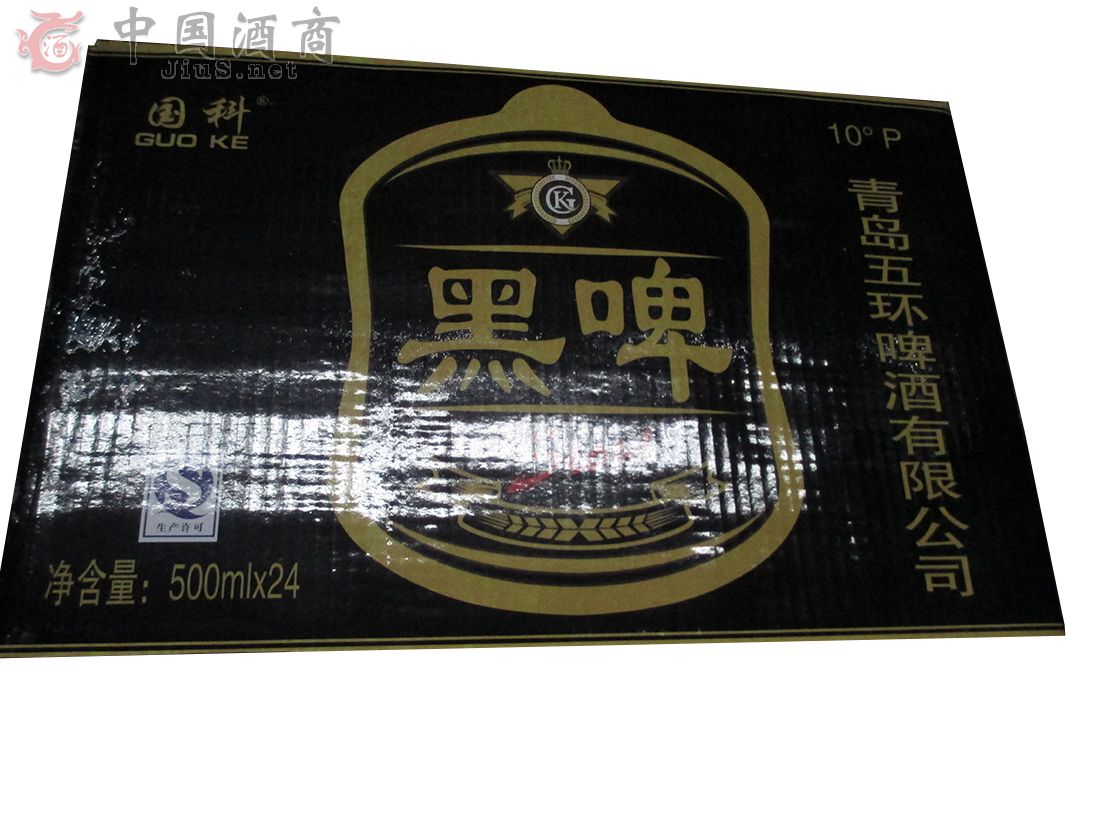 中国酒商
JiuS.net
国科®
GUO KE
10° P
GK
黑啤
青岛五环啤酒有限公司
生产许可
净含量：500mlx24